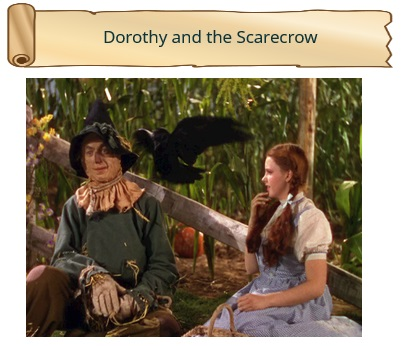 Dorothy and the Scarecrow